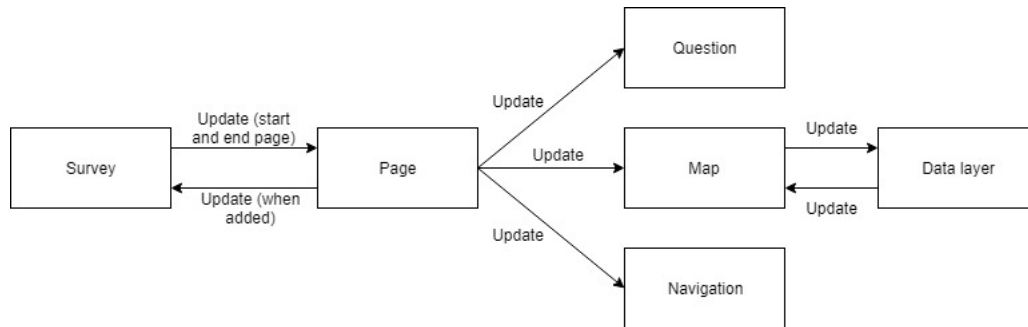 Question
Update
Update (start
and end page)
Update
Update
Survey
Page
Map
Data layer
Update (when
added)
Update
Update
Navigation